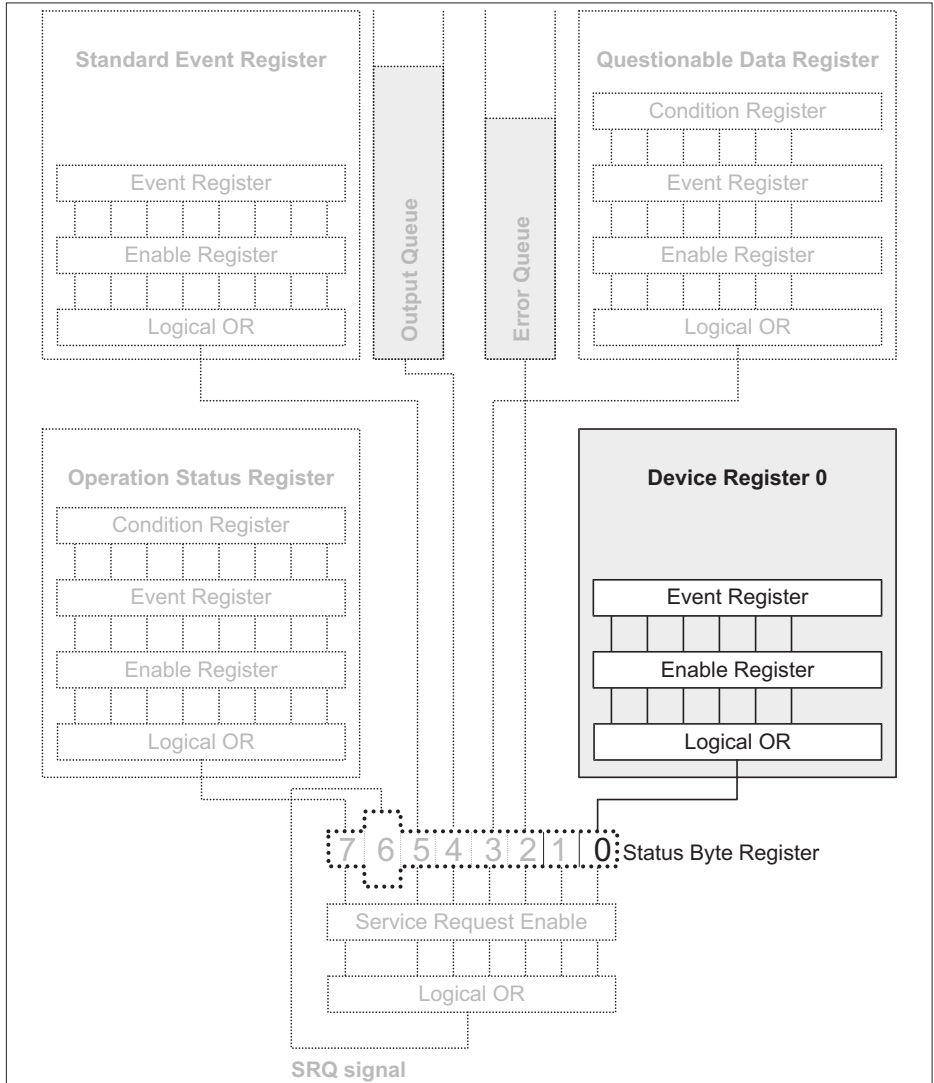 Standard Event Register
Event Register
Enable Register
Logical OR
Output Queue
Error Queue
Questionable Data Register
Condition Register
Event Register
Enable Register
Logical OR
Operation Status Register
Condition Register
Event Register
Enable Register
Logical OR
Device Register 0
Event Register
Enable Register
Logical OR
7 6 5 4 3 2 1 0 Status Byte Register
Service Request Enable
Logical OR
SRQ signal